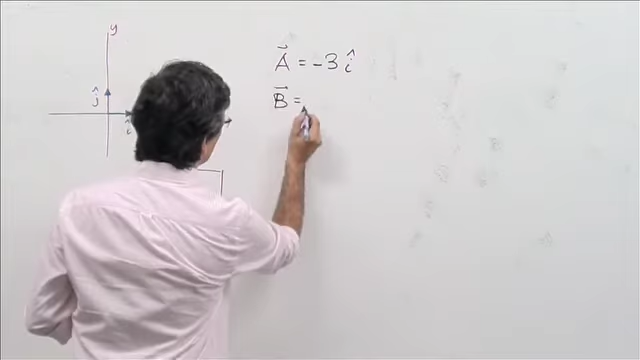 y
ĵ
î
A⃗ = -3 î
B⃗ =